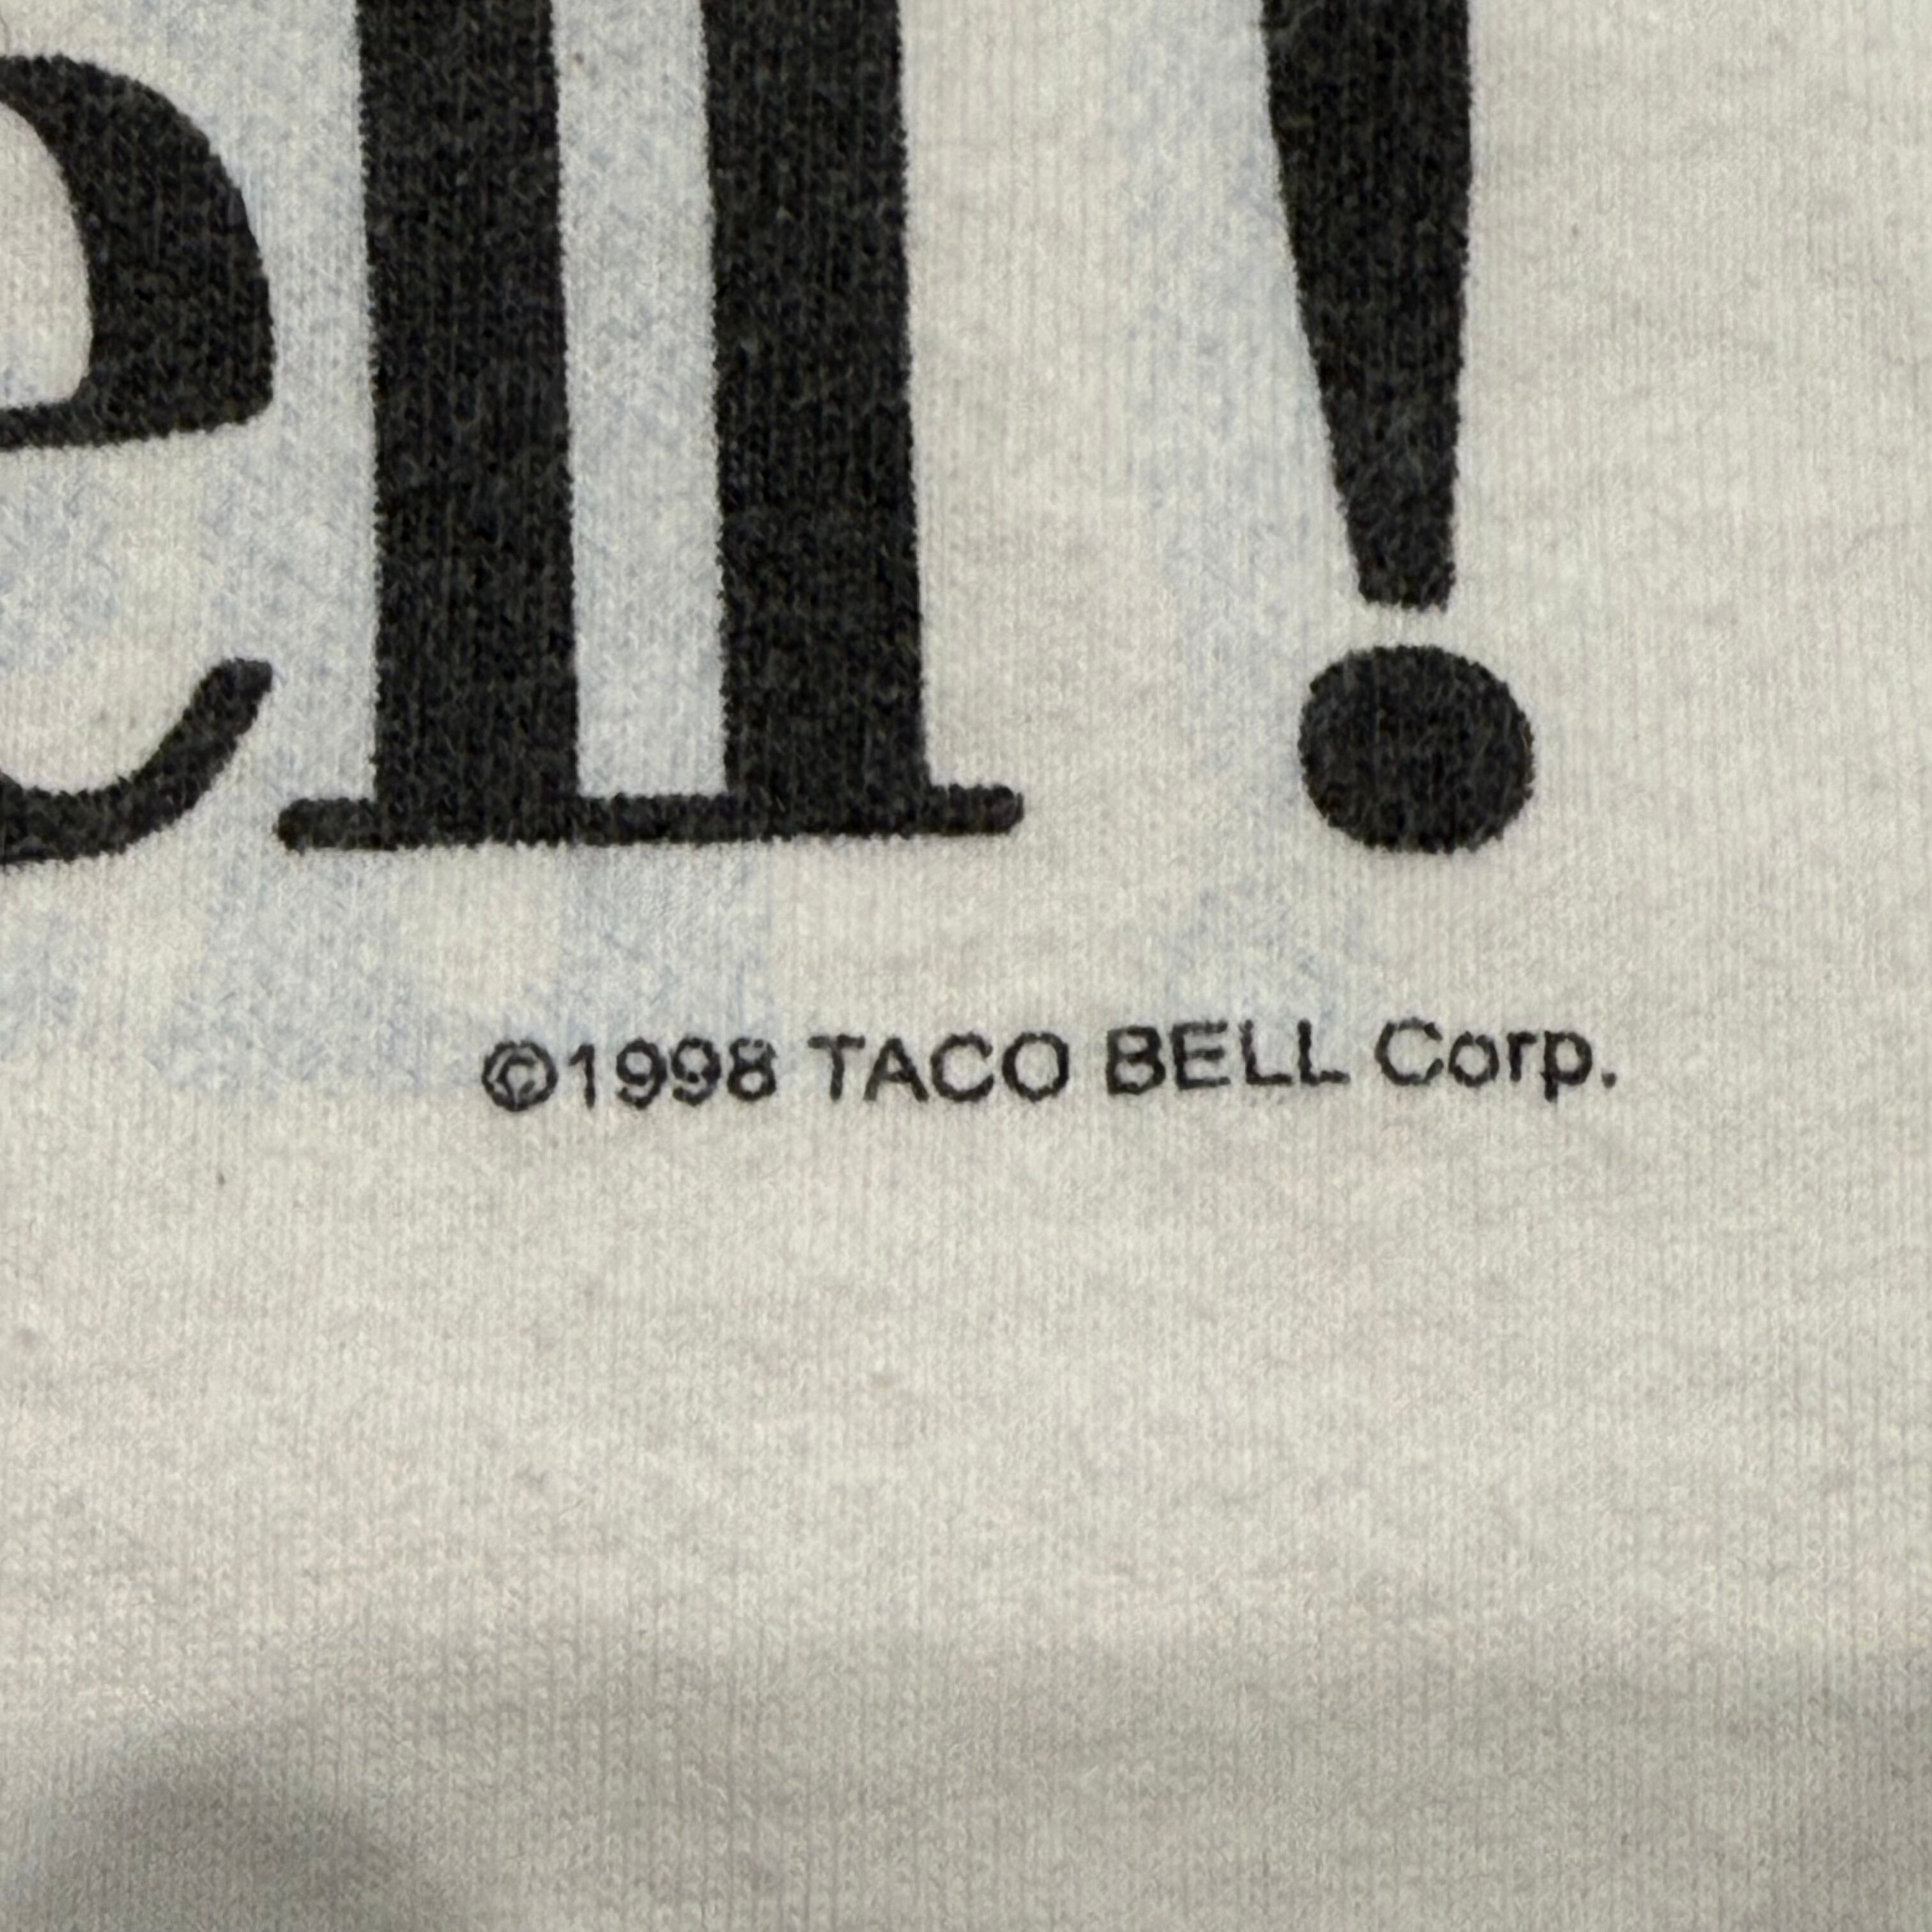 ell!
©1998 TACO BELL Corp.